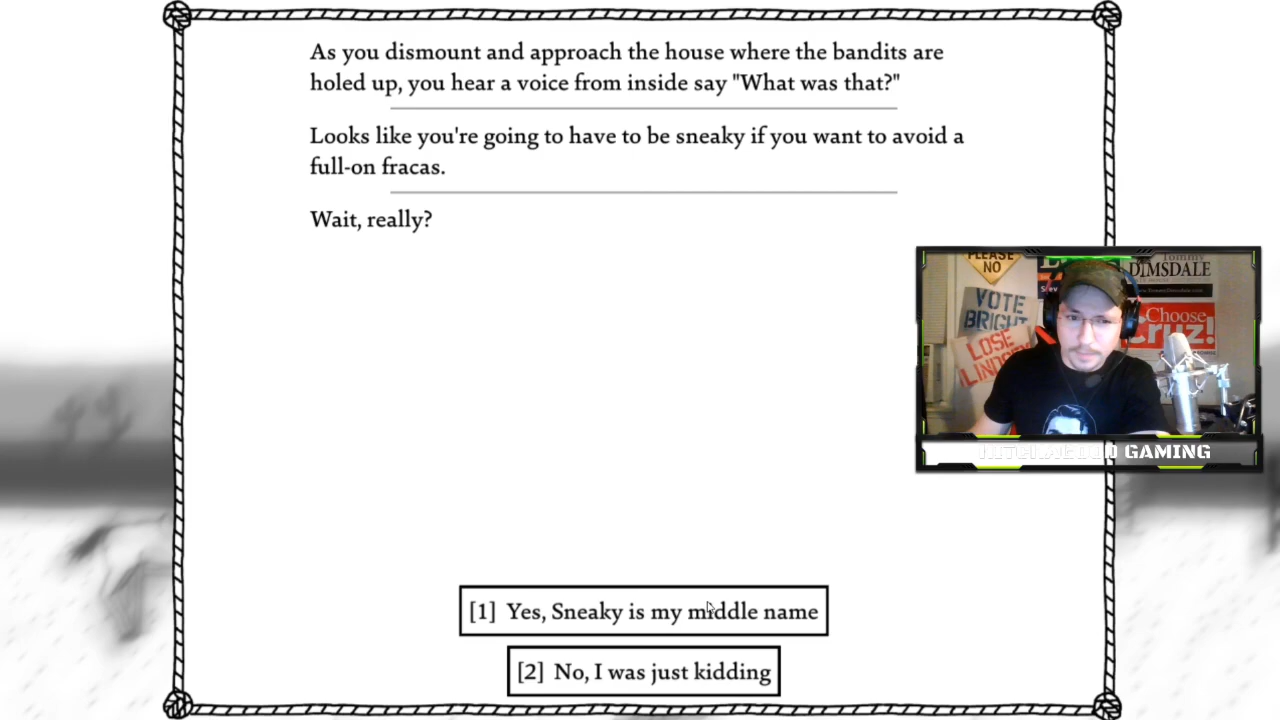 As you dismount and approach the house where the bandits are
holed up, you hear a voice from inside say "What was that?"
Looks like you're going to have to be sneaky if you want to avoid a
full-on fracas.
Wait, really?
PLEASE
NO
VOTE
BRIGHT
LOSE
Tommy
DIMSDALE
Choose
Cruz!
GAMING
[1] Yes, Sneaky is my middle name
[2] No, I was just kidding